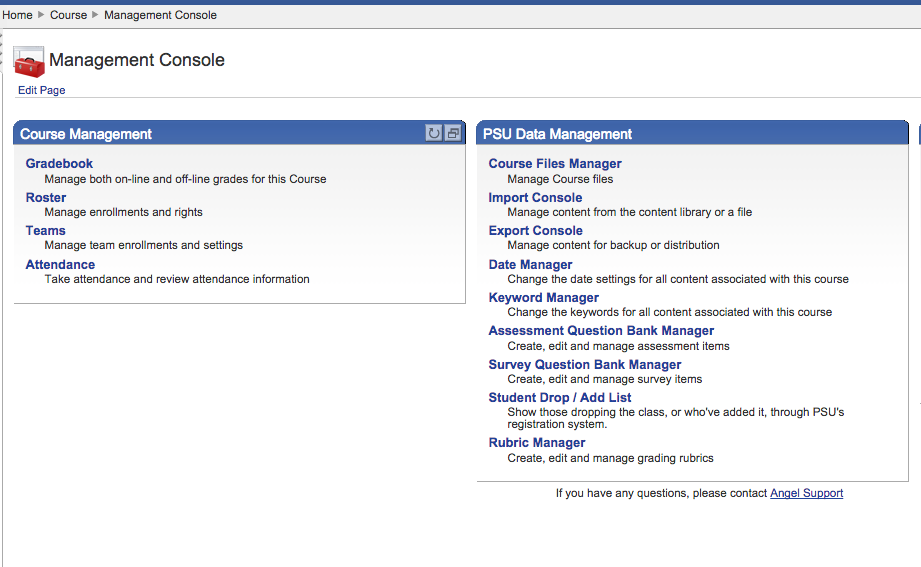 Home Course Management Console
Management Console
Edit Page
Course Management
Gradebook
Manage both on-line and off-line grades for this Course
Roster
Manage enrollments and rights
Teams
Manage team enrollments and settings
Attendance
Take attendance and review attendance information
PSU Data Management
Course Files Manager
Manage Course files
Import Console
Manage content from the content library or a file
Export Console
Manage content for backup or distribution
Date Manager
Change the date settings for all content associated with this course
Keyword Manager
Change the keywords for all content associated with this course
Assessment Question Bank Manager
Create, edit and manage assessment items
Survey Question Bank Manager
Create, edit and manage survey items
Student Drop / Add List
Show those dropping the class, or who've added it, through PSU's
registration system.
Rubric Manager
Create, edit and manage grading rubrics
If you have any questions, please contact Angel Support